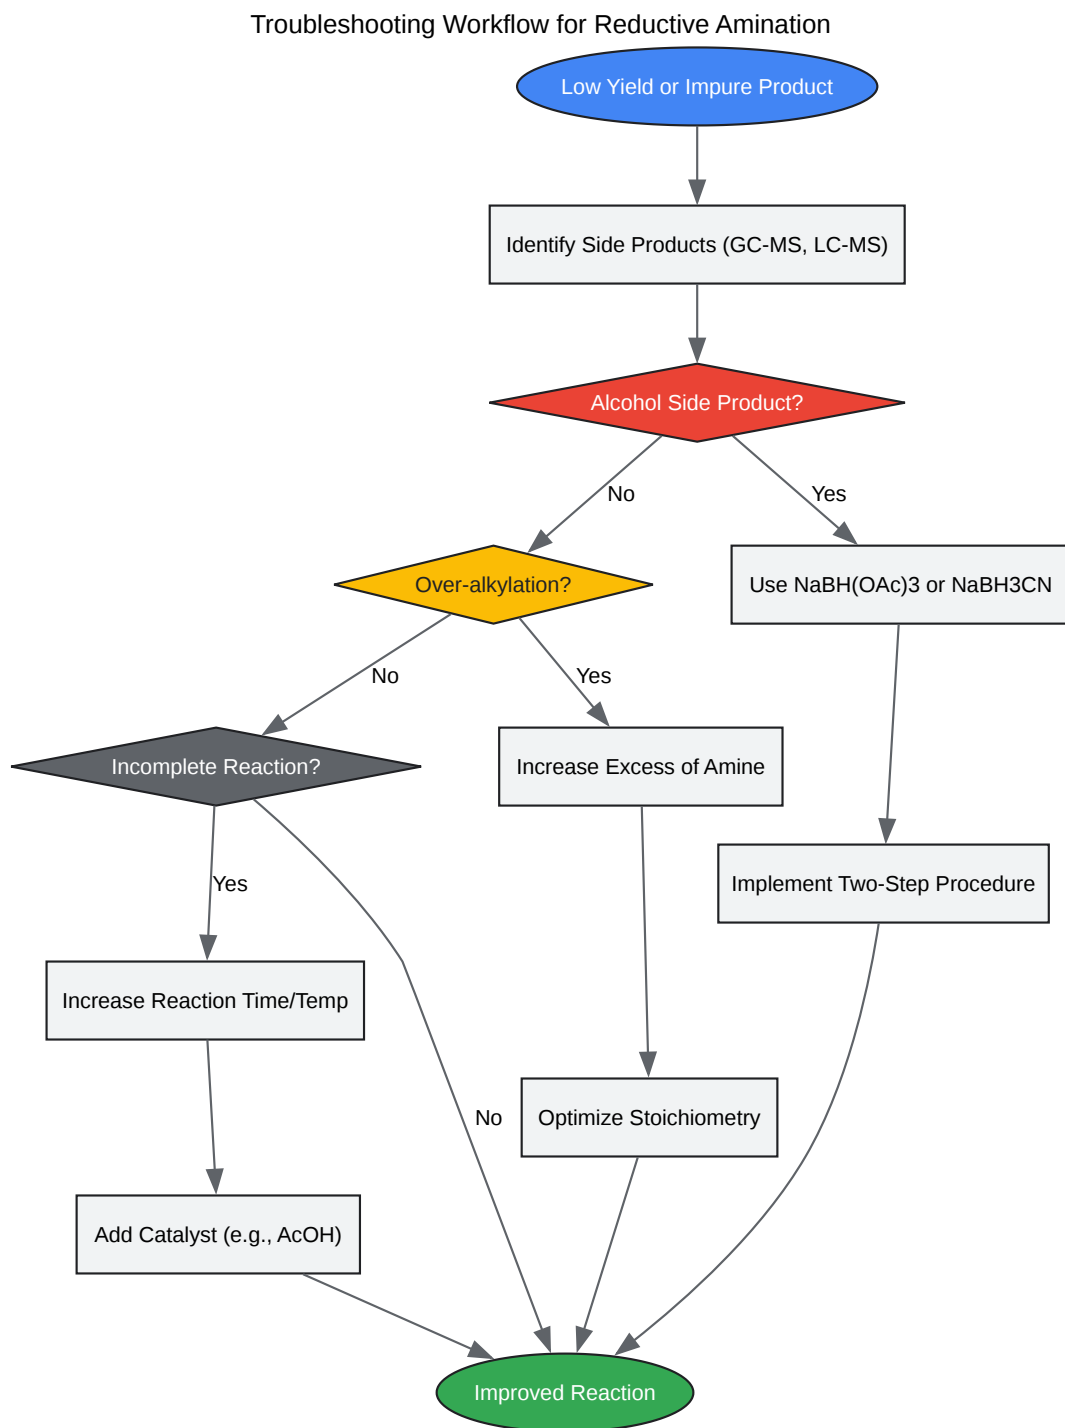 Troubleshooting Workflow for Reductive Amination
Low Yield or Impure Product
Identify Side Products (GC-MS, LC-MS)
Alcohol Side Product?
No
Yes
Over-alkylation?
Use NaBH(OAc)3 or NaBH3CN
No
Yes
Incomplete Reaction?
Increase Excess of Amine
Yes
Implement Two-Step Procedure
Increase Reaction Time/Temp
No
Optimize Stoichiometry
Add Catalyst (e.g., AcOH)
Improved Reaction